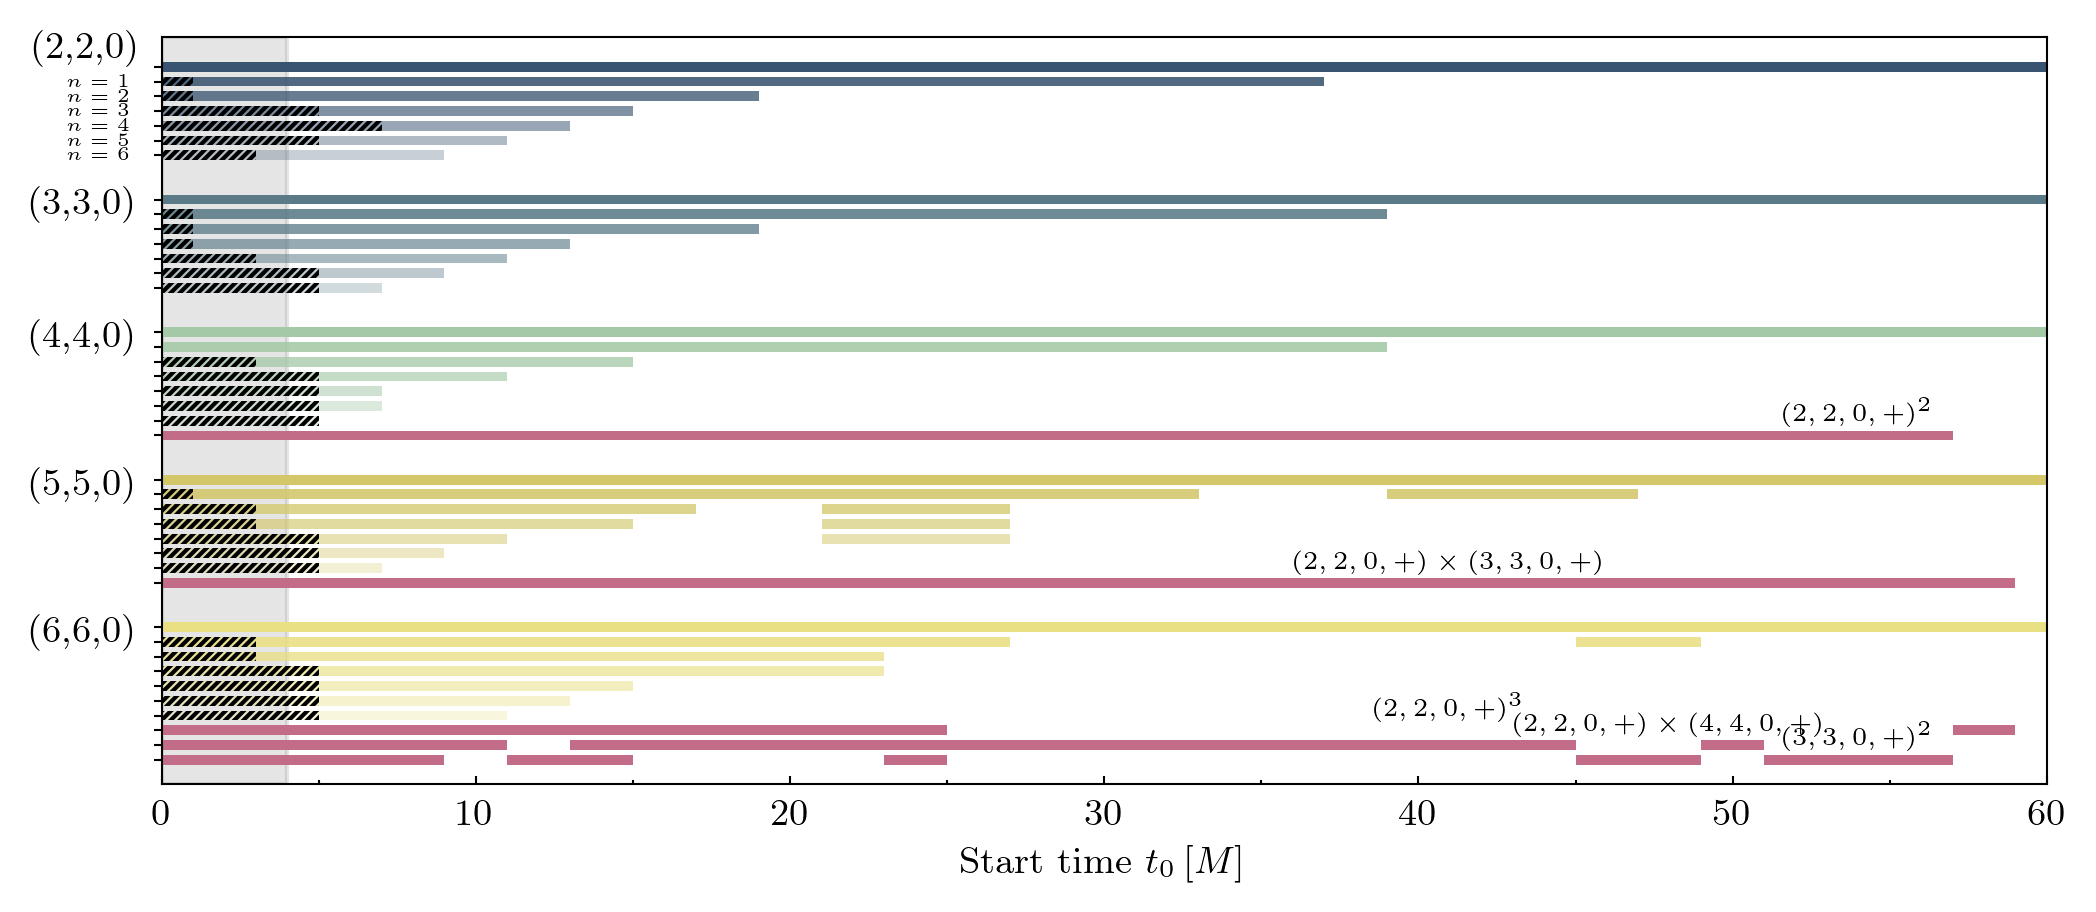 (2,2,0)
n = 1
n = 2
n = 3
n = 4
n = 5
n = 6
(3,3,0)
(4,4,0)
(2, 2, 0, +)²
(5,5,0)
(2, 2, 0, +) × (3, 3, 0, +)
(6,6,0)
(2, 2, 0, +)³
(2, 2, 0, +) × (4, 4, 0, +)
(3, 3, 0, +)²
0 10 20 30 40 50 60
Start time t₀ [M]